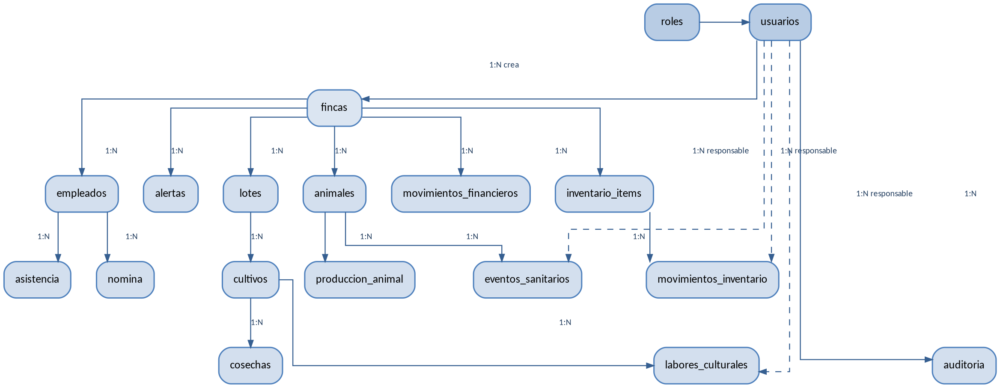 roles
usuarios
1:N crea
fincas
1:N
1:N
1:N
1:N
1:N
1:N
1:N responsable
1:N responsable
empleados
alertas
lotes
animales
movimientos_financieros
inventario_items
1:N responsable
1:N
1:N
1:N
1:N
1:N
1:N
1:N
asistencia
nomina
cultivos
produccion_animal
eventos_sanitarios
movimientos_inventario
1:N
1:N
cosechas
labores_culturales
auditoria